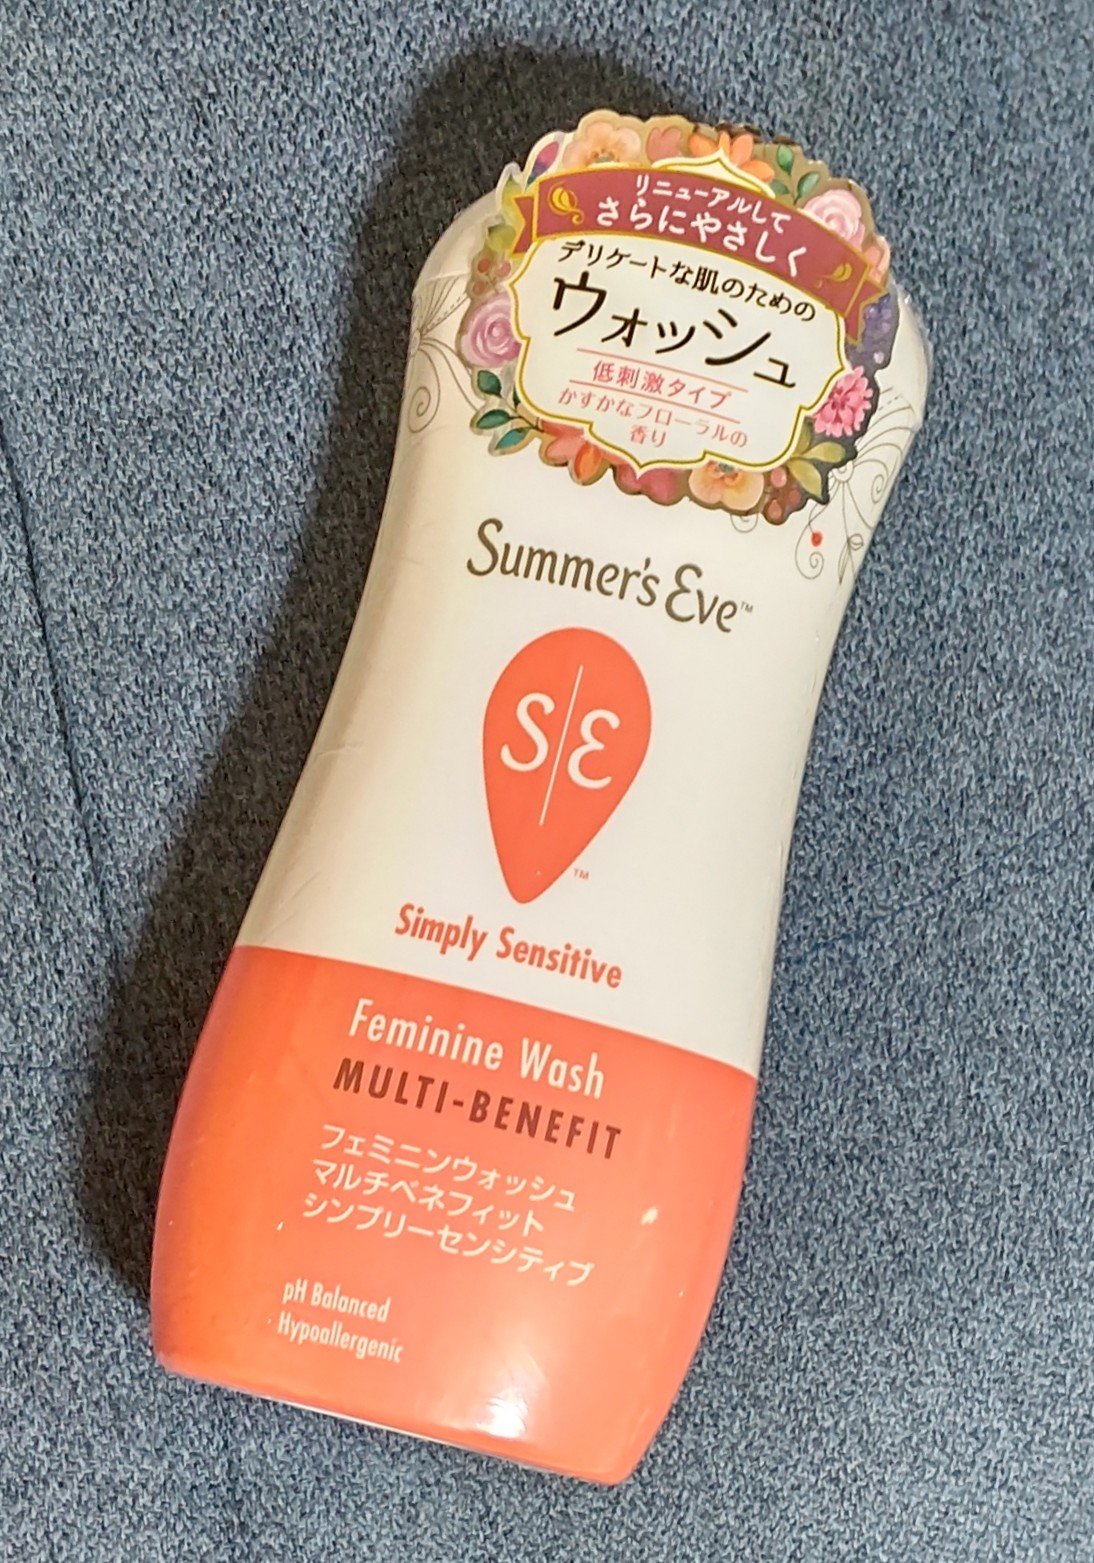 リニューアルして
さらにやさしく
デリケートな肌のための
ウォッシュ
低刺激タイプ
かすかなフローラルの
香り
Summer's Eve™
S|E
™
Simply Sensitive
Feminine Wash
MULTI-BENEFIT
フェミニンウォッシュ
マルチベネフィット
シンプリーセンシティブ
pH Balanced
Hypoallergenic